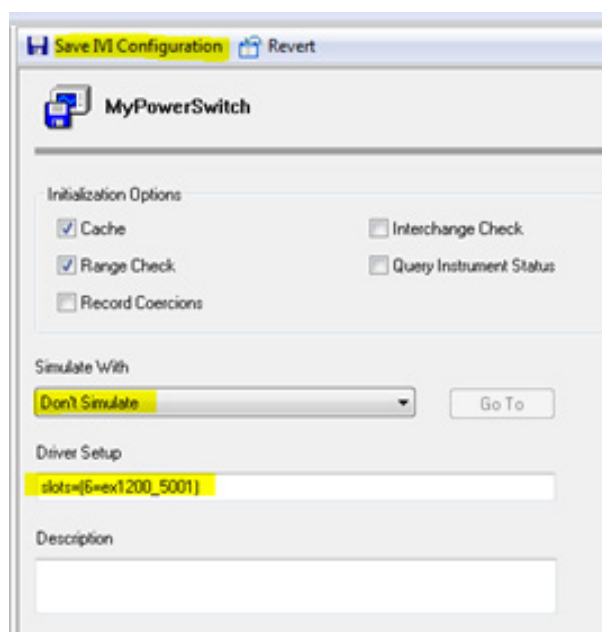 Save IVI Configuration Revert
MyPowerSwitch
Initialization Options
Cache Interchange Check
Range Check Query Instrument Status
Record Coercions
Simulate With
Don't Simulate Go To
Driver Setup
slots=(6=ex1200_5001)
Description